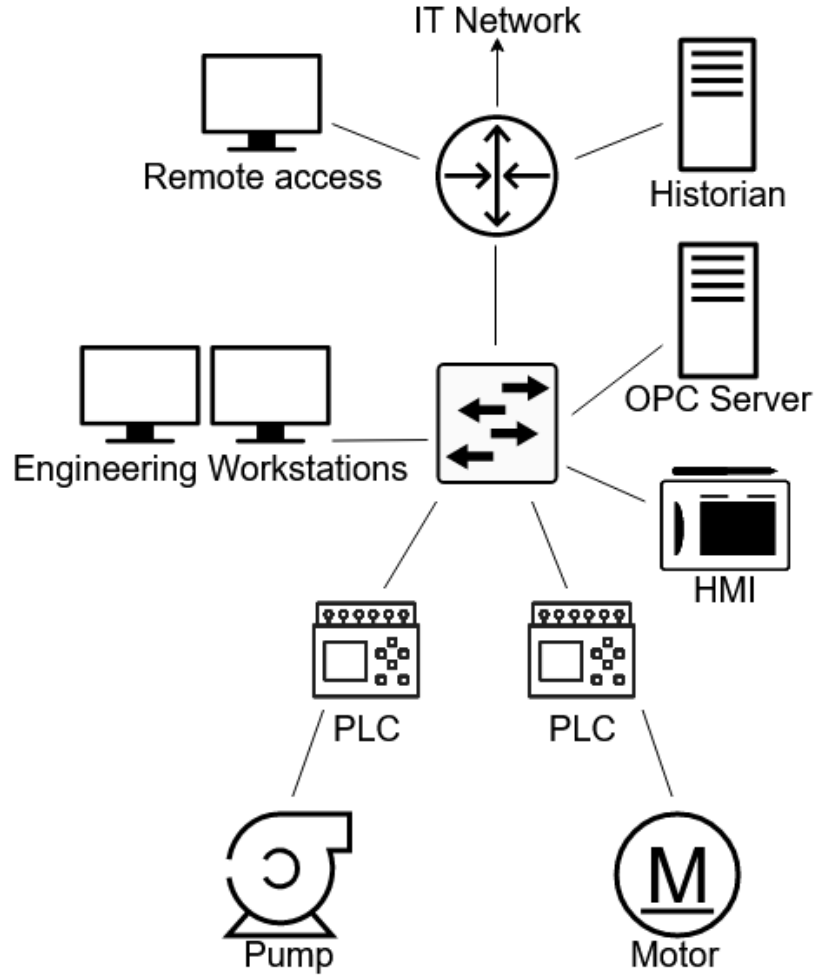 IT Network
Remote access
Historian
OPC Server
Engineering Workstations
HMI
PLC
PLC
M
Pump
Motor